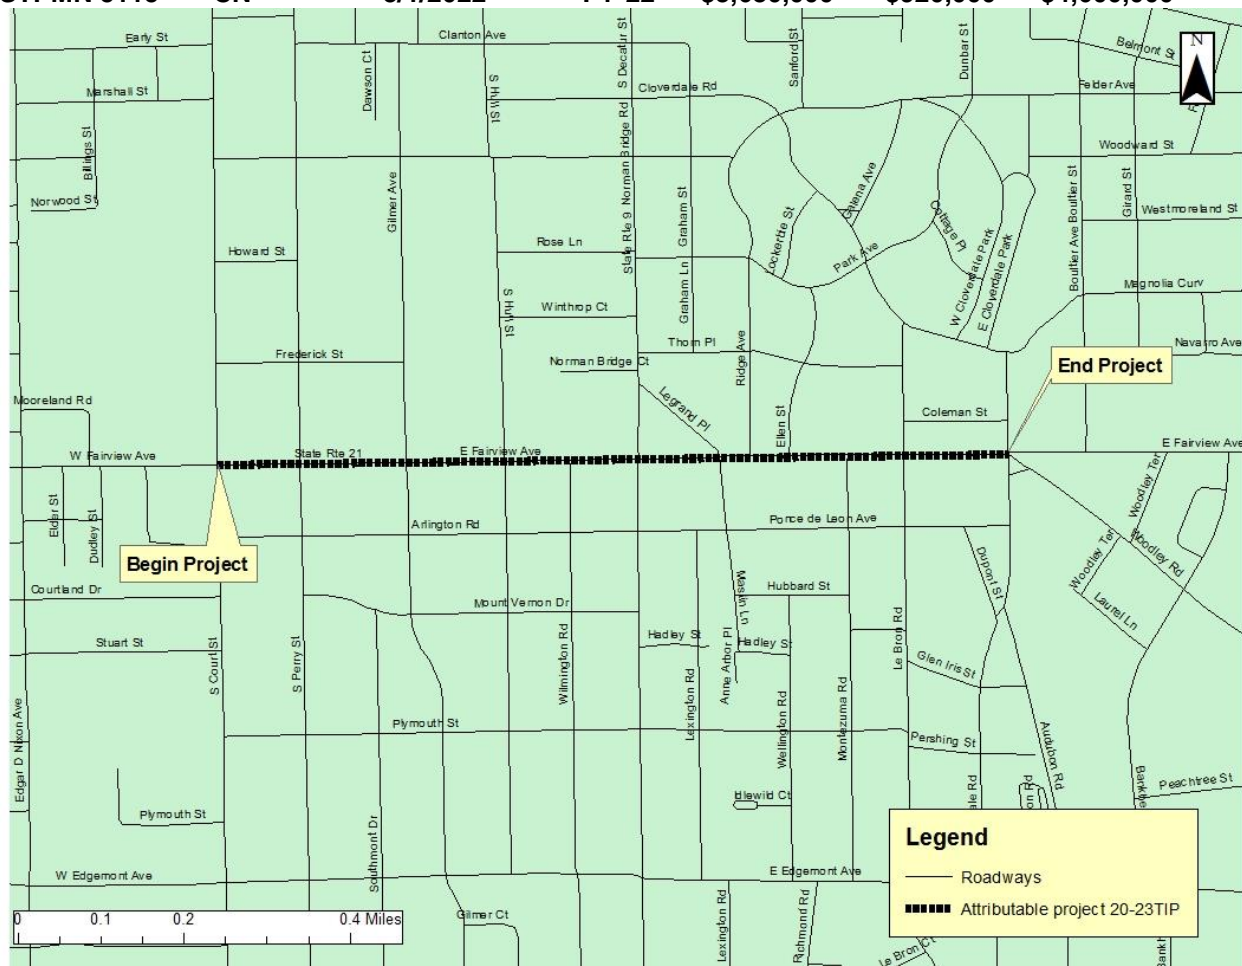 Early St
Clanton Ave
S Decatur St
Sanford St
Dunbar St
Belmont St
N
Dawson Ct
S Hull St
Marshall St
Cloverdale Rd
Felder Ave
Billings St
State Rte 9 Norman Bridge Rd
Woodward St
Norwood St
Gilmer Ave
Graham St
Galena Ave
Cottage Pl
Boultier Ave Boultier St
Girard St
Westmoreland St
Lockerbie St
Howard St
Rose Ln
Park Ave
W Cloverdale Park
E Cloverdale Park
Graham Ln
Magnolia Curv
S Hull St
Winthrop Ct
Frederick St
Thorn Pl
Ridge Ave
Navarro Ave
Norman Bridge Ct
End Project
Mooreland Rd
Legrand Pl
Ellen St
Coleman St
W Fairview Ave
State Rte 21
E Fairview Ave
E Fairview Ave
Woodley Ter
Elder St
Dudley St
Arlington Rd
Ponce de Leon Ave
Begin Project
Woodley Ter
Woodley Rd
Dupont St
Courtland Dr
Mount Vernon Dr
Maslin Ln
Hubbard St
Laurel Ln
Stuart St
S Court St
S Perry St
Wilmington Rd
Hadley St
Hadley St
Le Bron Rd
Anne Arbor Pl
Glen Iris St
Edgar D Nixon Ave
Plymouth St
Lexington Rd
Wellington Rd
Montezuma Rd
Pershing St
Audubon Rd
Idlewild Ct
ale Rd
Peachtree St
Plymouth St
Southmont Dr
Legend
Roadways
Attributable project 20-23TIP
W Edgemont Ave
E Edgemont Ave
0 0.1 0.2 0.4 Miles
Gilmer Ct
Lexington Rd
Richmond Rd
Le Bron Ct